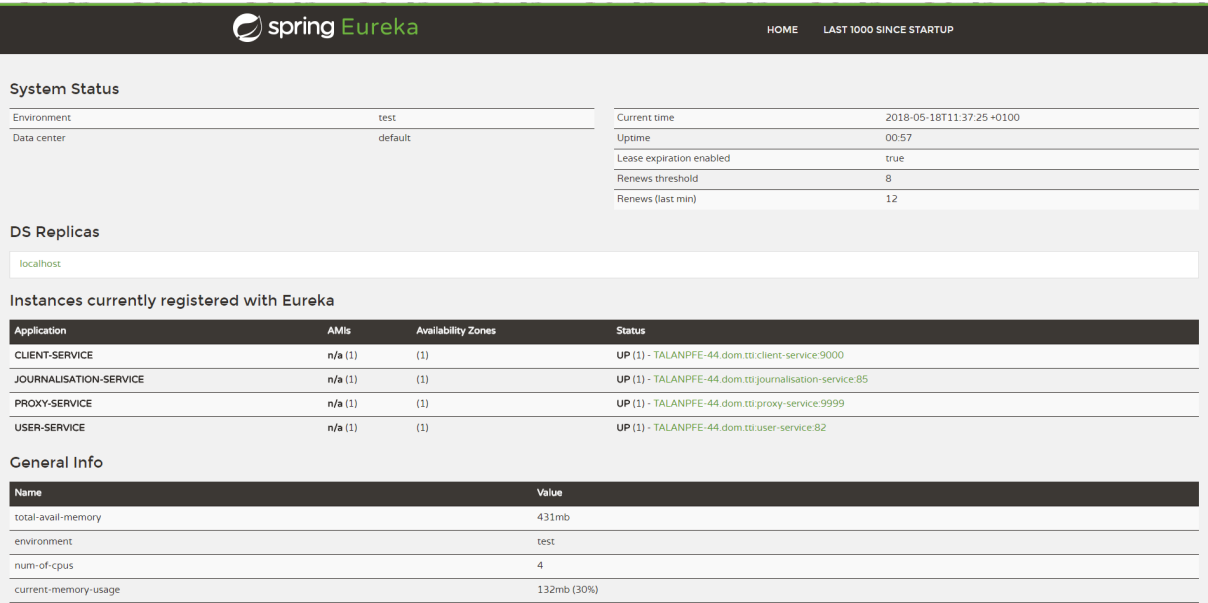 spring Eureka
HOME LAST 1000 SINCE STARTUP
System Status
Environment test
Data center default
Current time 2018-05-18T11:37:25 +0100
Uptime 00:57
Lease expiration enabled true
Renews threshold 8
Renews (last min) 12
DS Replicas
localhost
Instances currently registered with Eureka
Application AMIs Availability Zones Status
CLIENT-SERVICE n/a (1) (1) UP (1) - TALANPFE-44.dom.tti:client-service:9000
JOURNALISATION-SERVICE n/a (1) (1) UP (1) - TALANPFE-44.dom.tti:journalisation-service:85
PROXY-SERVICE n/a (1) (1) UP (1) - TALANPFE-44.dom.tti:proxy-service:9999
USER-SERVICE n/a (1) (1) UP (1) - TALANPFE-44.dom.tti:user-service:82
General Info
Name Value
total-avail-memory 431mb
environment test
num-of-cpus 4
current-memory-usage 132mb (30%)